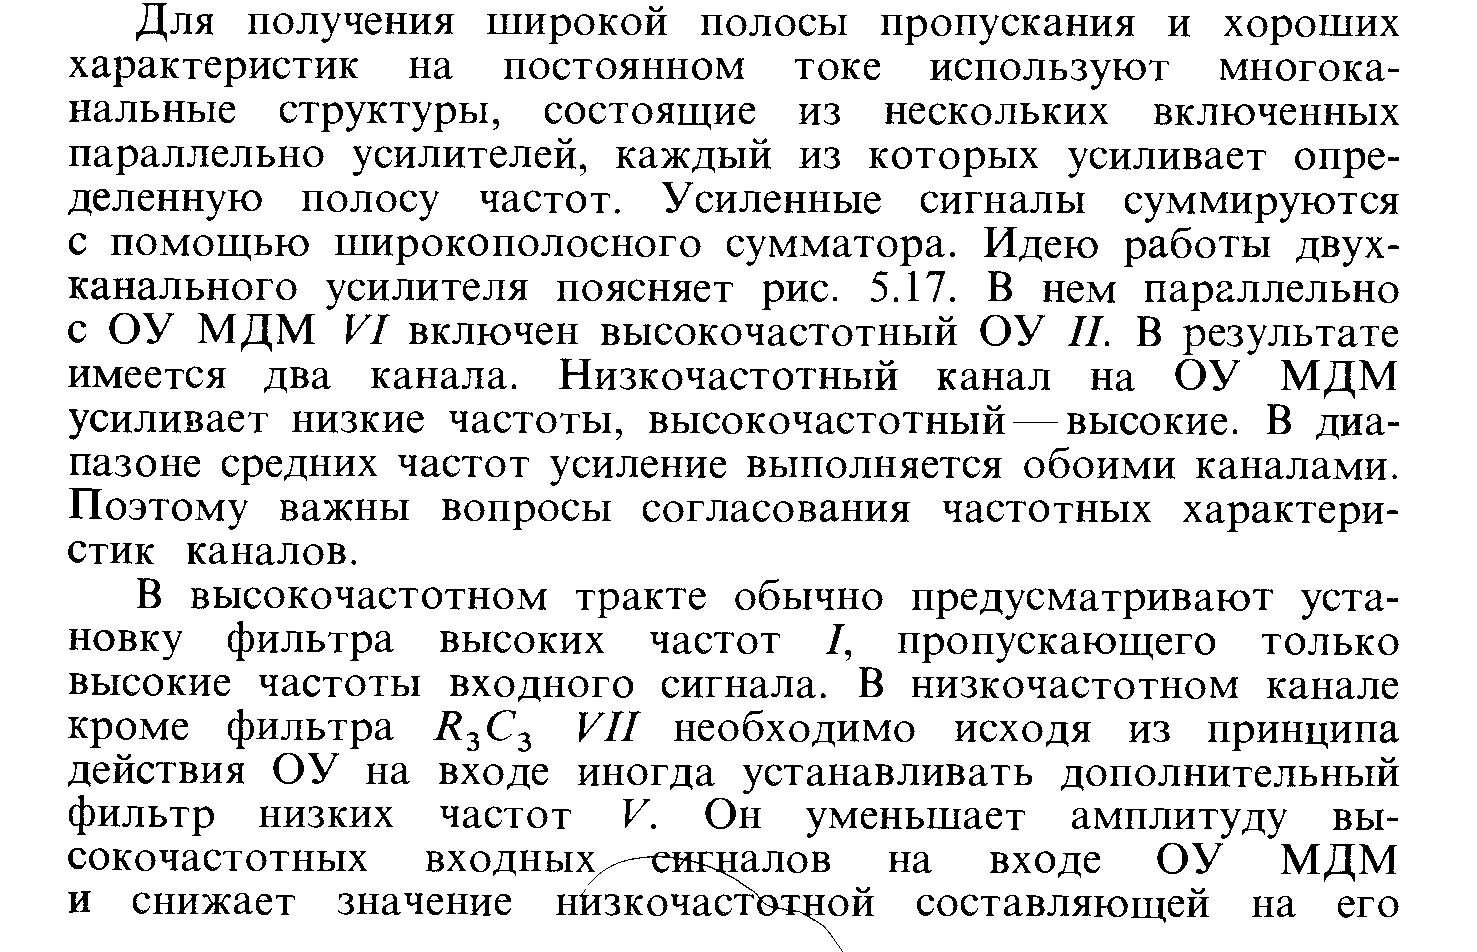 Для получения широкой полосы пропускания и хороших
характеристик на постоянном токе используют многока-
нальные структуры, состоящие из нескольких включенных
параллельно усилителей, каждый из которых усиливает опре-
деленную полосу частот. Усиленные сигналы суммируются
с помощью широкополосного сумматора. Идею работы двух-
канального усилителя поясняет рис. 5.17. В нем параллельно
с ОУ МДМ VI включен высокочастотный ОУ II. В результате
имеется два канала. Низкочастотный канал на ОУ МДМ
усиливает низкие частоты, высокочастотный — высокие. В диа-
пазоне средних частот усиление выполняется обоими каналами.
Поэтому важны вопросы согласования частотных характери-
стик каналов.
В высокочастотном тракте обычно предусматривают уста-
новку фильтра высоких частот I, пропускающего только
высокие частоты входного сигнала. В низкочастотном канале
кроме фильтра R₃C₃ VII необходимо исходя из принципа
действия ОУ на входе иногда устанавливать дополнительный
фильтр низких частот V. Он уменьшает амплитуду вы-
сокочастотных входных сигналов на входе ОУ МДМ
и снижает значение низкочастотной составляющей на его